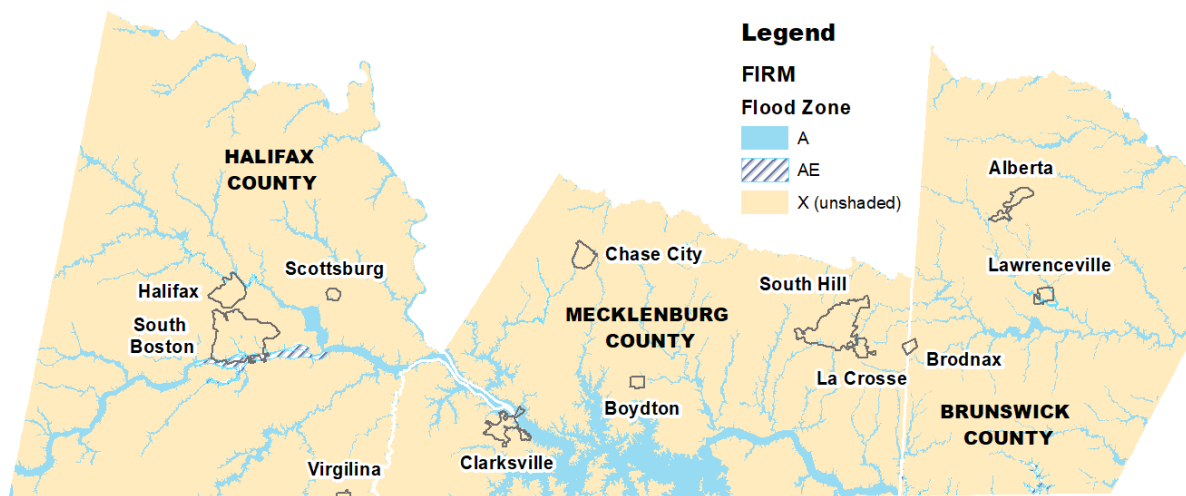 Legend
FIRM
Flood Zone
A
AE
X (unshaded)
HALIFAX
COUNTY
Scottsburg
Halifax
South
Boston
Virgilina
Chase City
MECKLENBURG
COUNTY
South Hill
La Crosse
Boydton
Clarksville
Alberta
Lawrenceville
Brodnax
BRUNSWICK
COUNTY